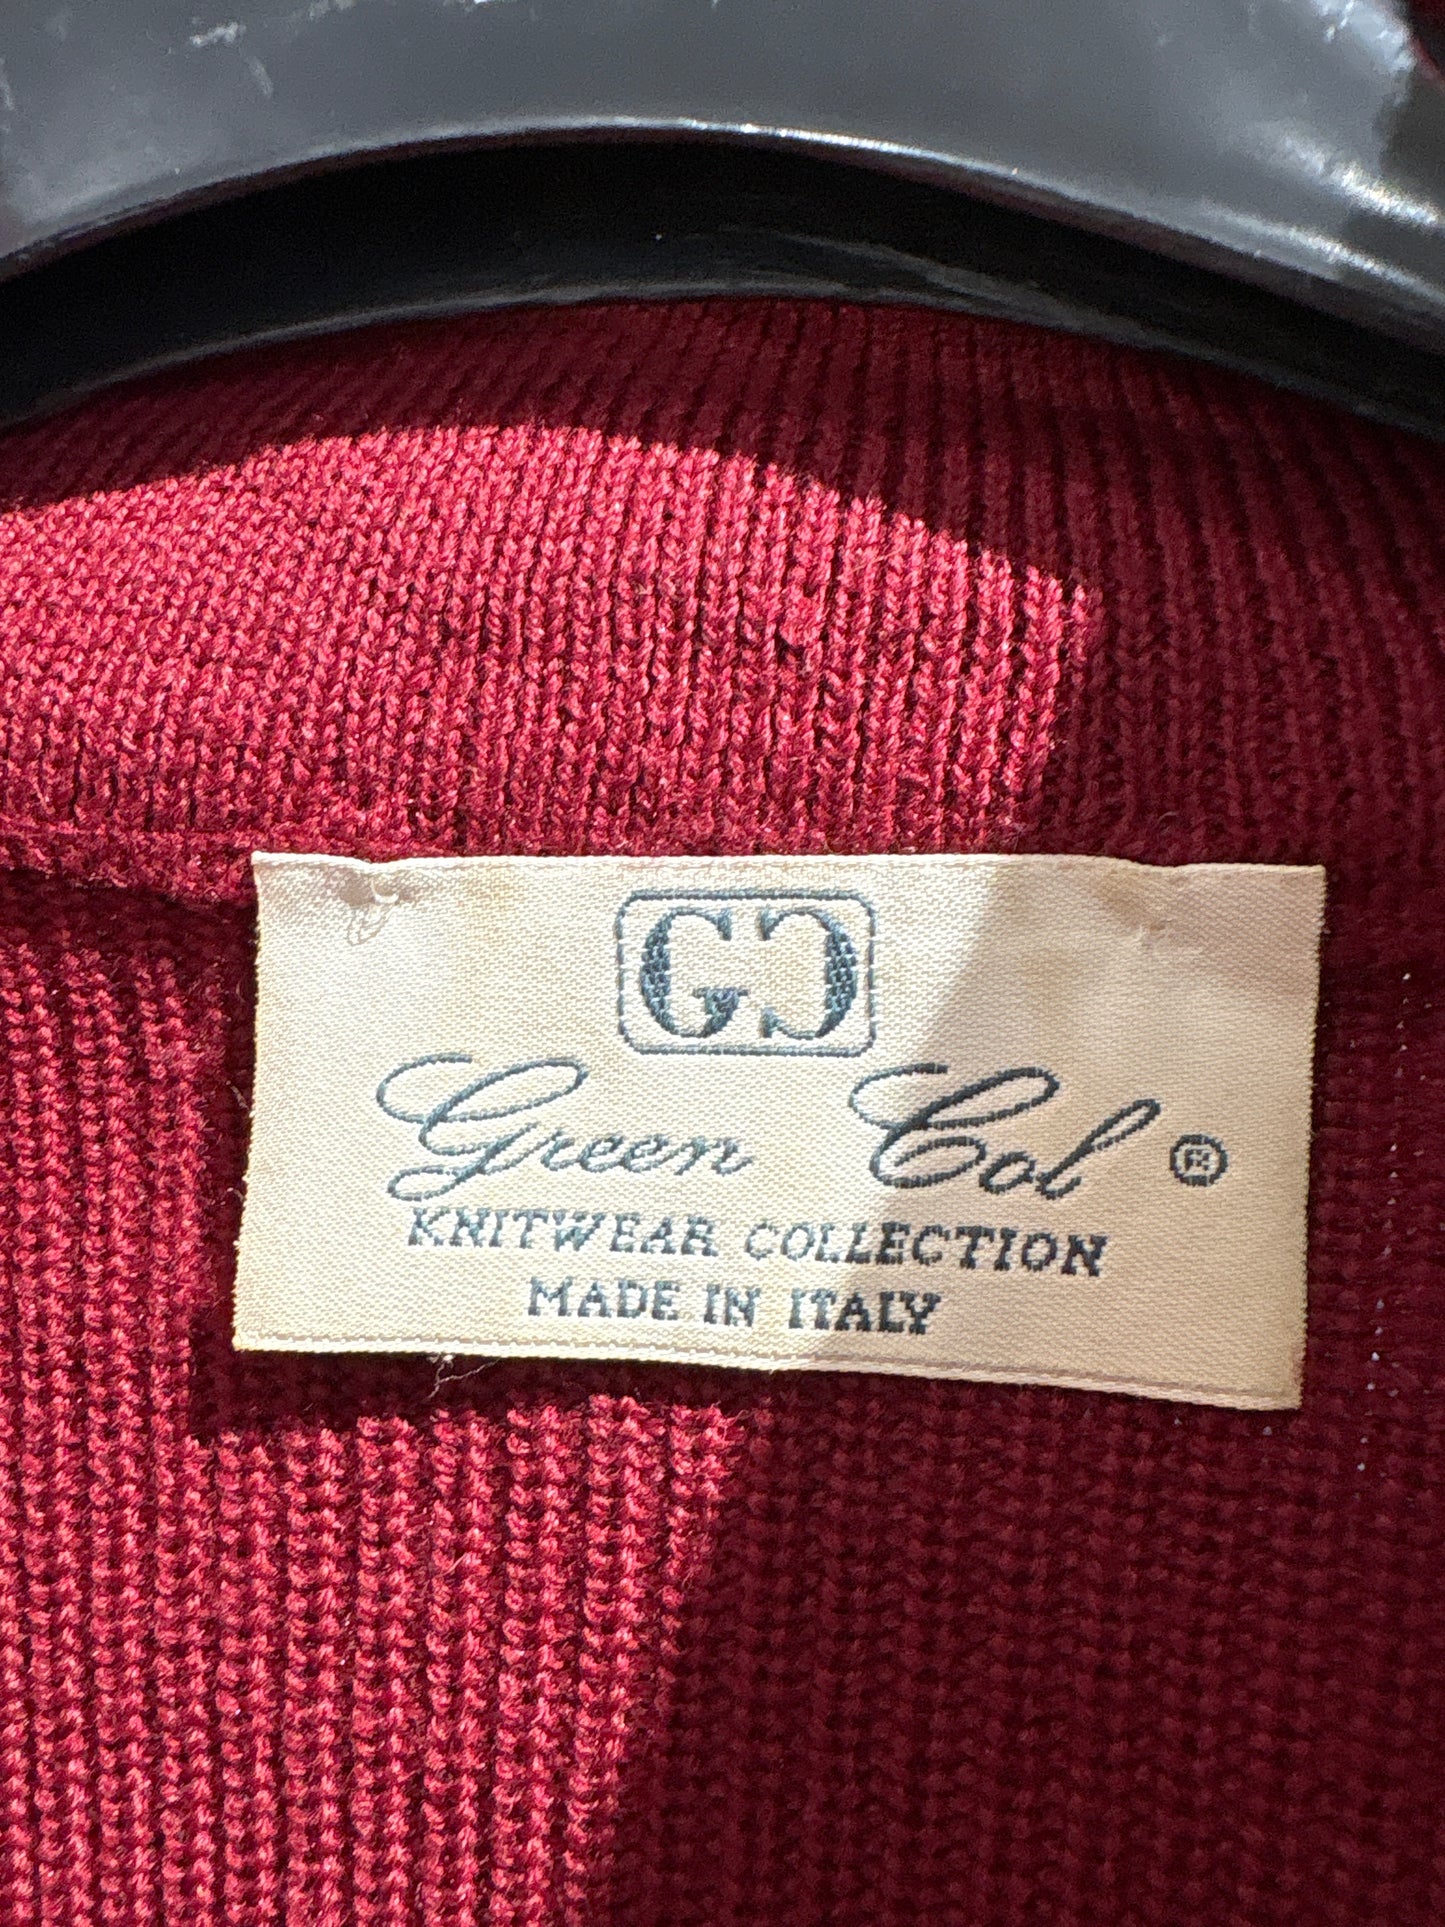 GC
Green Col ®
KNITWEAR COLLECTION
MADE IN ITALY